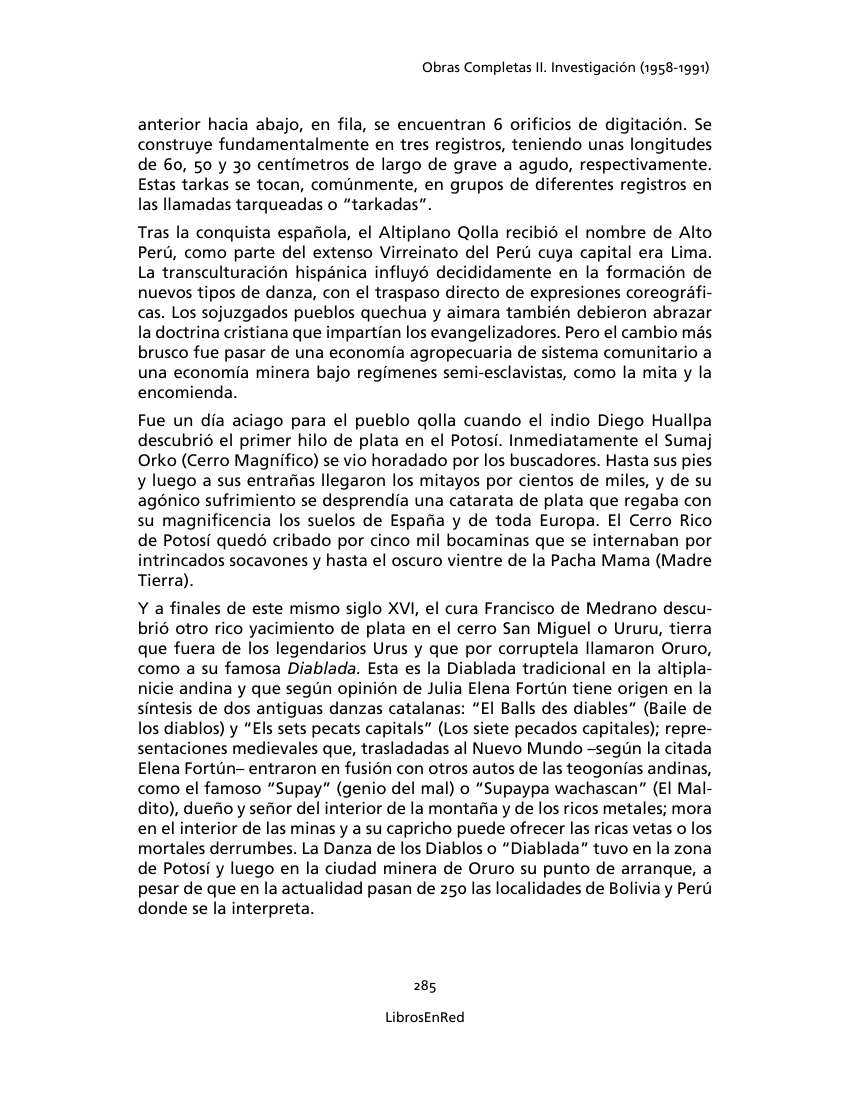 Obras Completas II. Investigación (1958-1991)
anterior hacia abajo, en fila, se encuentran 6 orificios de digitación. Se
construye fundamentalmente en tres registros, teniendo unas longitudes
de 60, 50 y 30 centímetros de largo de grave a agudo, respectivamente.
Estas tarkas se tocan, comúnmente, en grupos de diferentes registros en
las llamadas tarqueadas o “tarkadas”.
Tras la conquista española, el Altiplano Qolla recibió el nombre de Alto
Perú, como parte del extenso Virreinato del Perú cuya capital era Lima.
La transculturación hispánica influyó decididamente en la formación de
nuevos tipos de danza, con el traspaso directo de expresiones coreográfi-
cas. Los sojuzgados pueblos quechua y aimara también debieron abrazar
la doctrina cristiana que impartían los evangelizadores. Pero el cambio más
brusco fue pasar de una economía agropecuaria de sistema comunitario a
una economía minera bajo regímenes semi-esclavistas, como la mita y la
encomienda.
Fue un día aciago para el pueblo qolla cuando el indio Diego Huallpa
descubrió el primer hilo de plata en el Potosí. Inmediatamente el Sumaj
Orko (Cerro Magnífico) se vio horadado por los buscadores. Hasta sus pies
y luego a sus entrañas llegaron los mitayos por cientos de miles, y de su
agónico sufrimiento se desprendía una catarata de plata que regaba con
su magnificencia los suelos de España y de toda Europa. El Cerro Rico
de Potosí quedó cribado por cinco mil bocaminas que se internaban por
intrincados socavones y hasta el oscuro vientre de la Pacha Mama (Madre
Tierra).
Y a finales de este mismo siglo XVI, el cura Francisco de Medrano descu-
brió otro rico yacimiento de plata en el cerro San Miguel o Ururu, tierra
que fuera de los legendarios Urus y que por corruptela llamaron Oruro,
como a su famosa Diablada. Esta es la Diablada tradicional en la altipla-
nicie andina y que según opinión de Julia Elena Fortún tiene origen en la
síntesis de dos antiguas danzas catalanas: “El Balls des diables” (Baile de
los diablos) y “Els sets pecats capitals” (Los siete pecados capitales); repre-
sentaciones medievales que, trasladadas al Nuevo Mundo –según la citada
Elena Fortún– entraron en fusión con otros autos de las teogonías andinas,
como el famoso “Supay” (genio del mal) o “Supaypa wachascan” (El Mal-
dito), dueño y señor del interior de la montaña y de los ricos metales; mora
en el interior de las minas y a su capricho puede ofrecer las ricas vetas o los
mortales derrumbes. La Danza de los Diablos o “Diablada” tuvo en la zona
de Potosí y luego en la ciudad minera de Oruro su punto de arranque, a
pesar de que en la actualidad pasan de 250 las localidades de Bolivia y Perú
donde se la interpreta.
285
LibrosEnRed